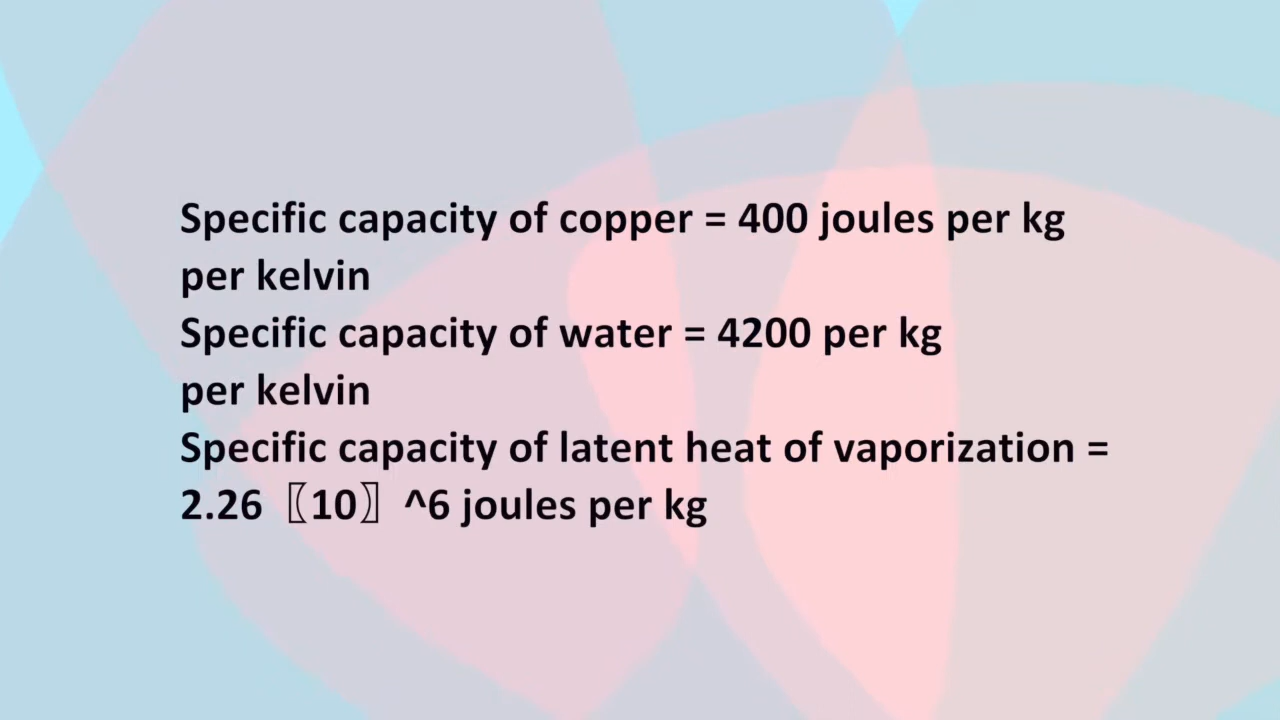 Specific capacity of copper = 400 joules per kg
per kelvin
Specific capacity of water = 4200 per kg
per kelvin
Specific capacity of latent heat of vaporization =
2.26〖10〗^6 joules per kg